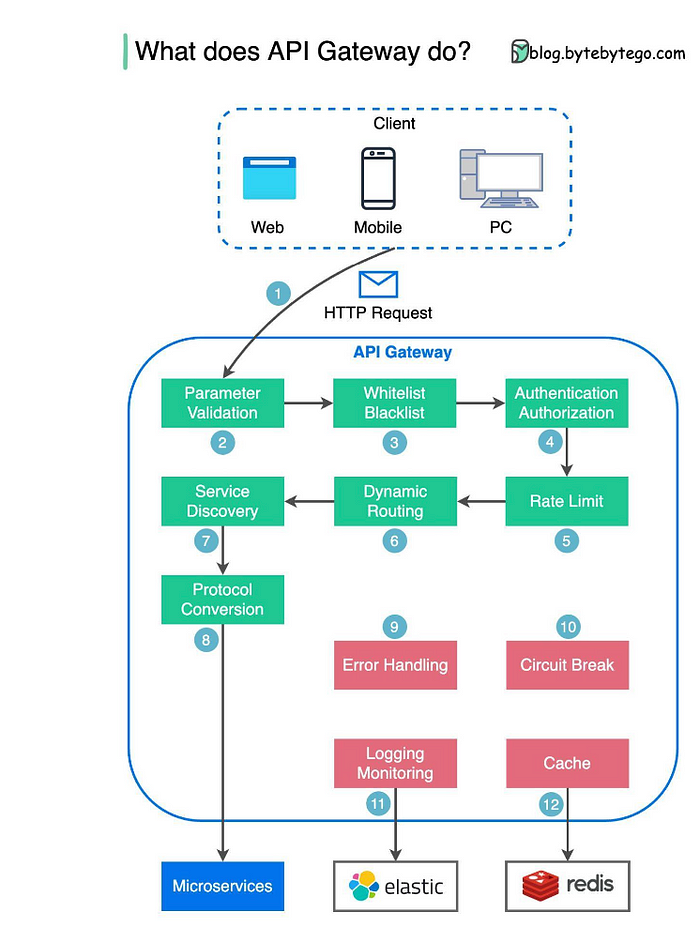 What does API Gateway do?
blog.bytebytego.com
Client
Web
Mobile
PC
1
HTTP Request
API Gateway
Parameter
Validation
Whitelist
Blacklist
Authentication
Authorization
2
3
4
Service
Discovery
Dynamic
Routing
Rate Limit
7
6
5
Protocol
Conversion
8
9
10
Error Handling
Circuit Break
Logging
Monitoring
Cache
11
12
Microservices
elastic
redis